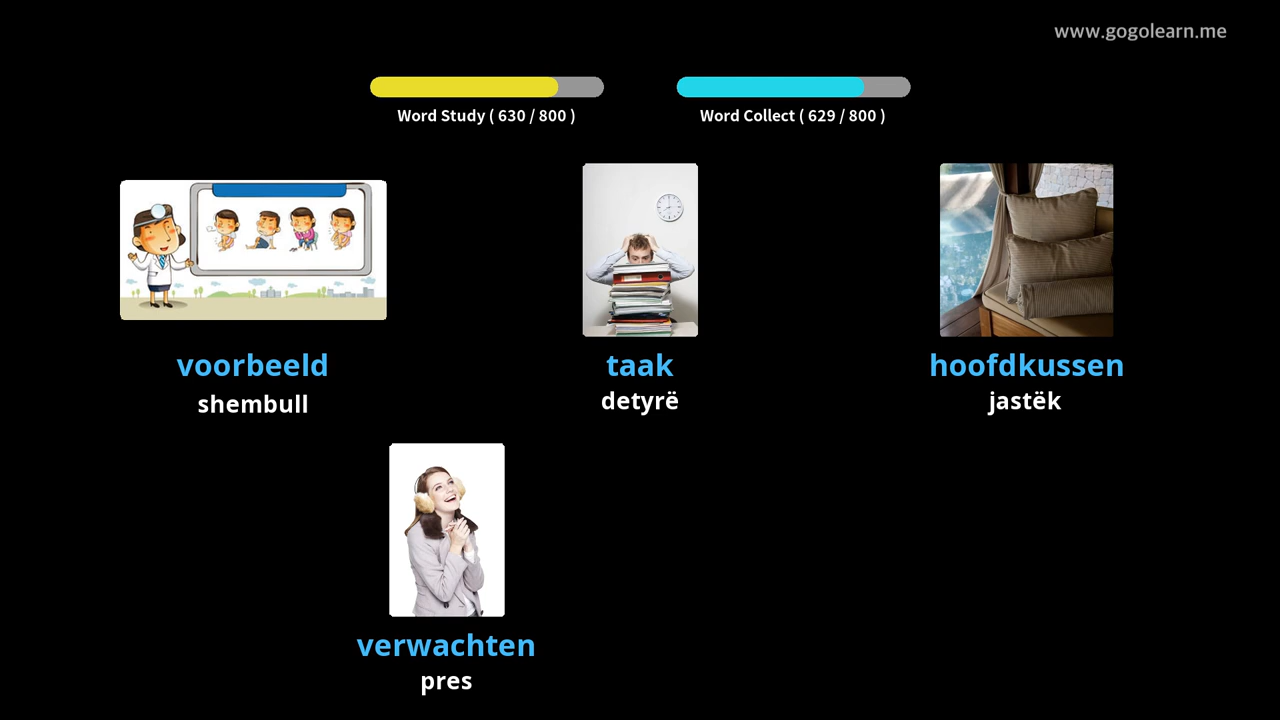 www.gogolearn.me
Word Study ( 630 / 800 )
Word Collect ( 629 / 800 )
voorbeeld
shembull
taak
detyrë
hoofdkussen
jastëk
verwachten
pres